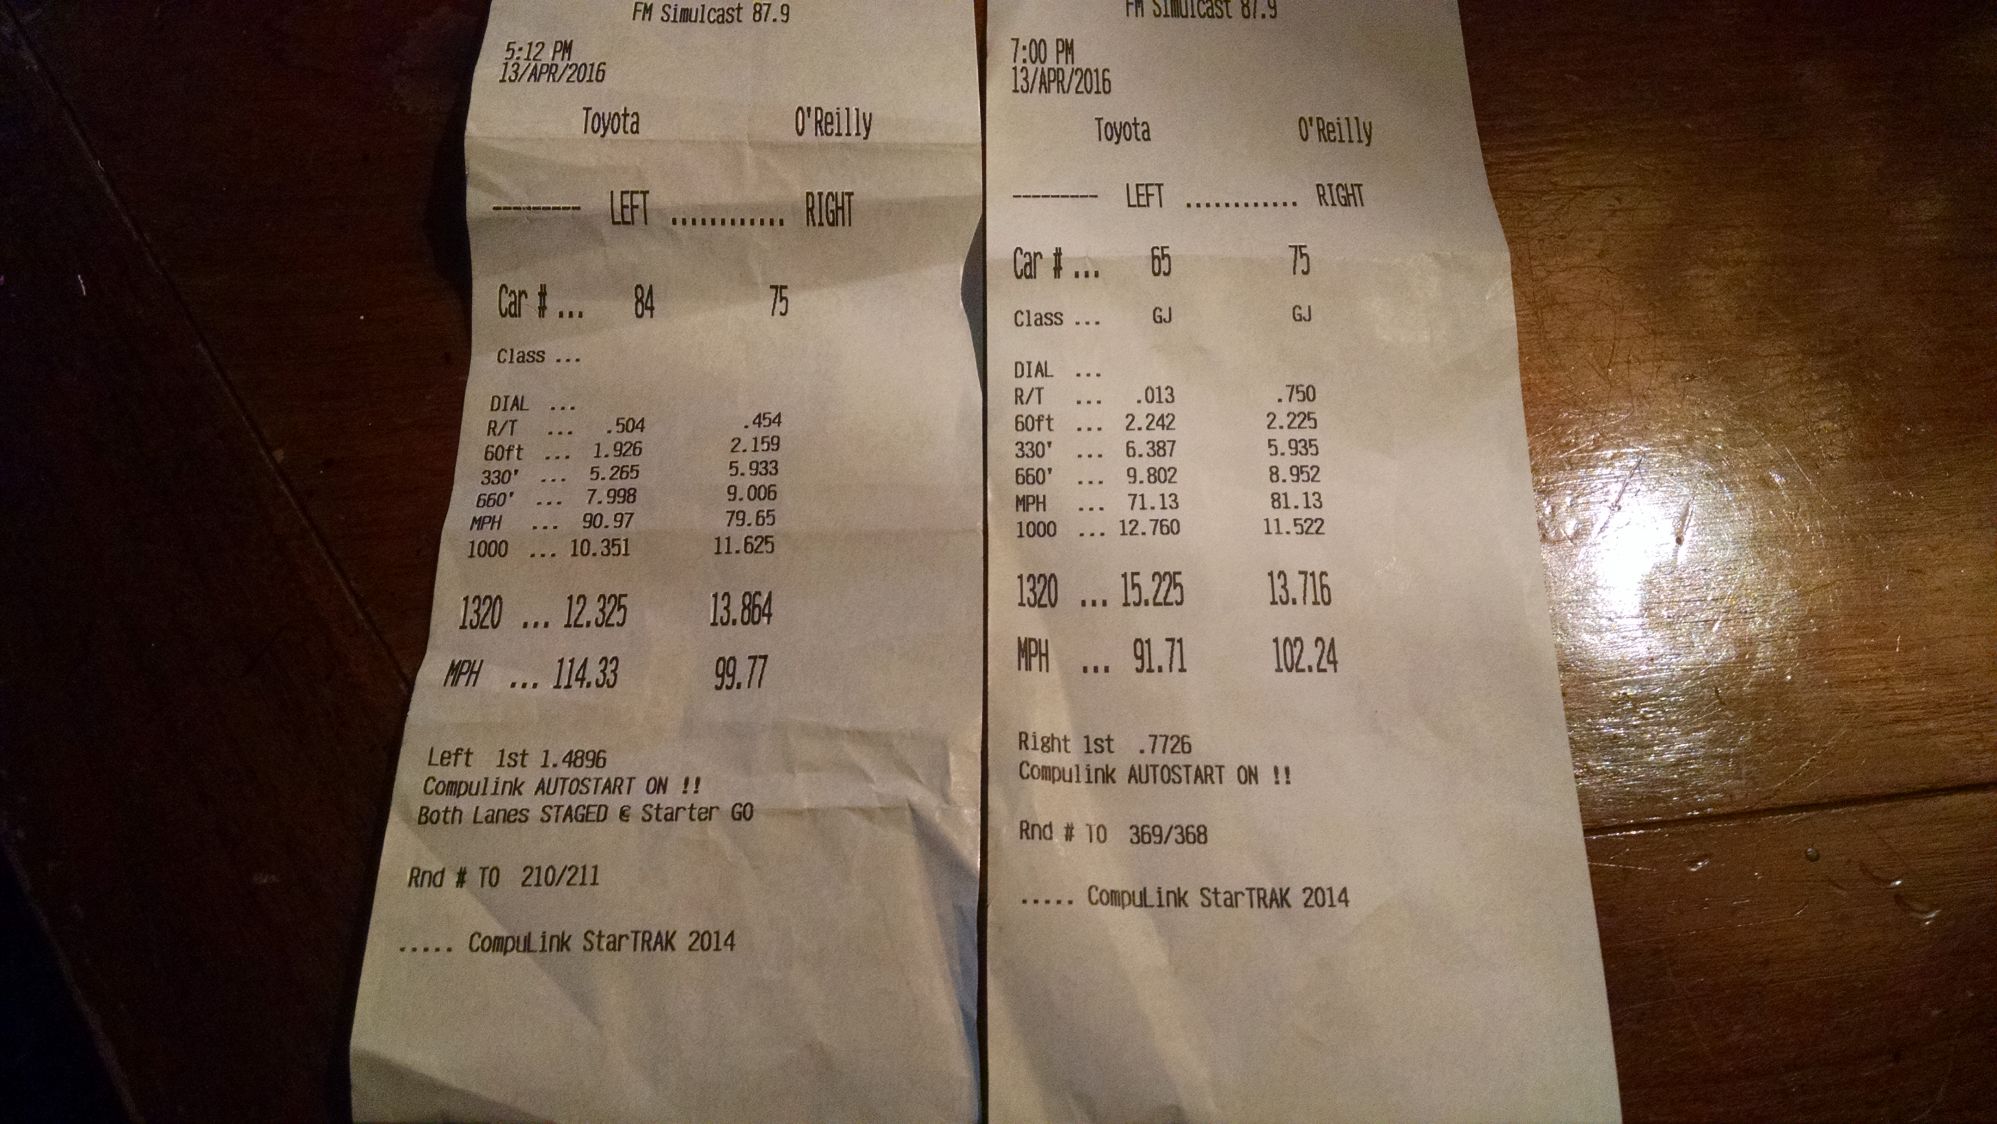 FM Simulcast 87.9
5:12 PM
13/APR/2016
Toyota O'Reilly
--------- LEFT ............ RIGHT
Car # ... 84 75
Class ...
DIAL ...
R/T ... .504 .454
60ft ... 1.926 2.159
330' ... 5.265 5.933
660' ... 7.998 9.006
MPH ... 90.97 79.65
1000 ... 10.351 11.625
1320 ... 12.325 13.864
MPH ... 114.33 99.77
Left 1st 1.4896
Compulink AUTOSTART ON !!
Both Lanes STAGED @ Starter GO
Rnd # TO 210/211
..... CompuLink StarTRAK 2014
FM Simulcast 87.9
7:00 PM
13/APR/2016
Toyota O'Reilly
--------- LEFT ............ RIGHT
Car # ... 65 75
Class ... GJ GJ
DIAL ...
R/T ... .013 .750
60ft ... 2.242 2.225
330' ... 6.387 5.935
660' ... 9.802 8.952
MPH ... 71.13 81.13
1000 ... 12.760 11.522
1320 ... 15.225 13.716
MPH ... 91.71 102.24
Right 1st .7726
Compulink AUTOSTART ON !!
Rnd # TO 369/368
..... CompuLink StarTRAK 2014